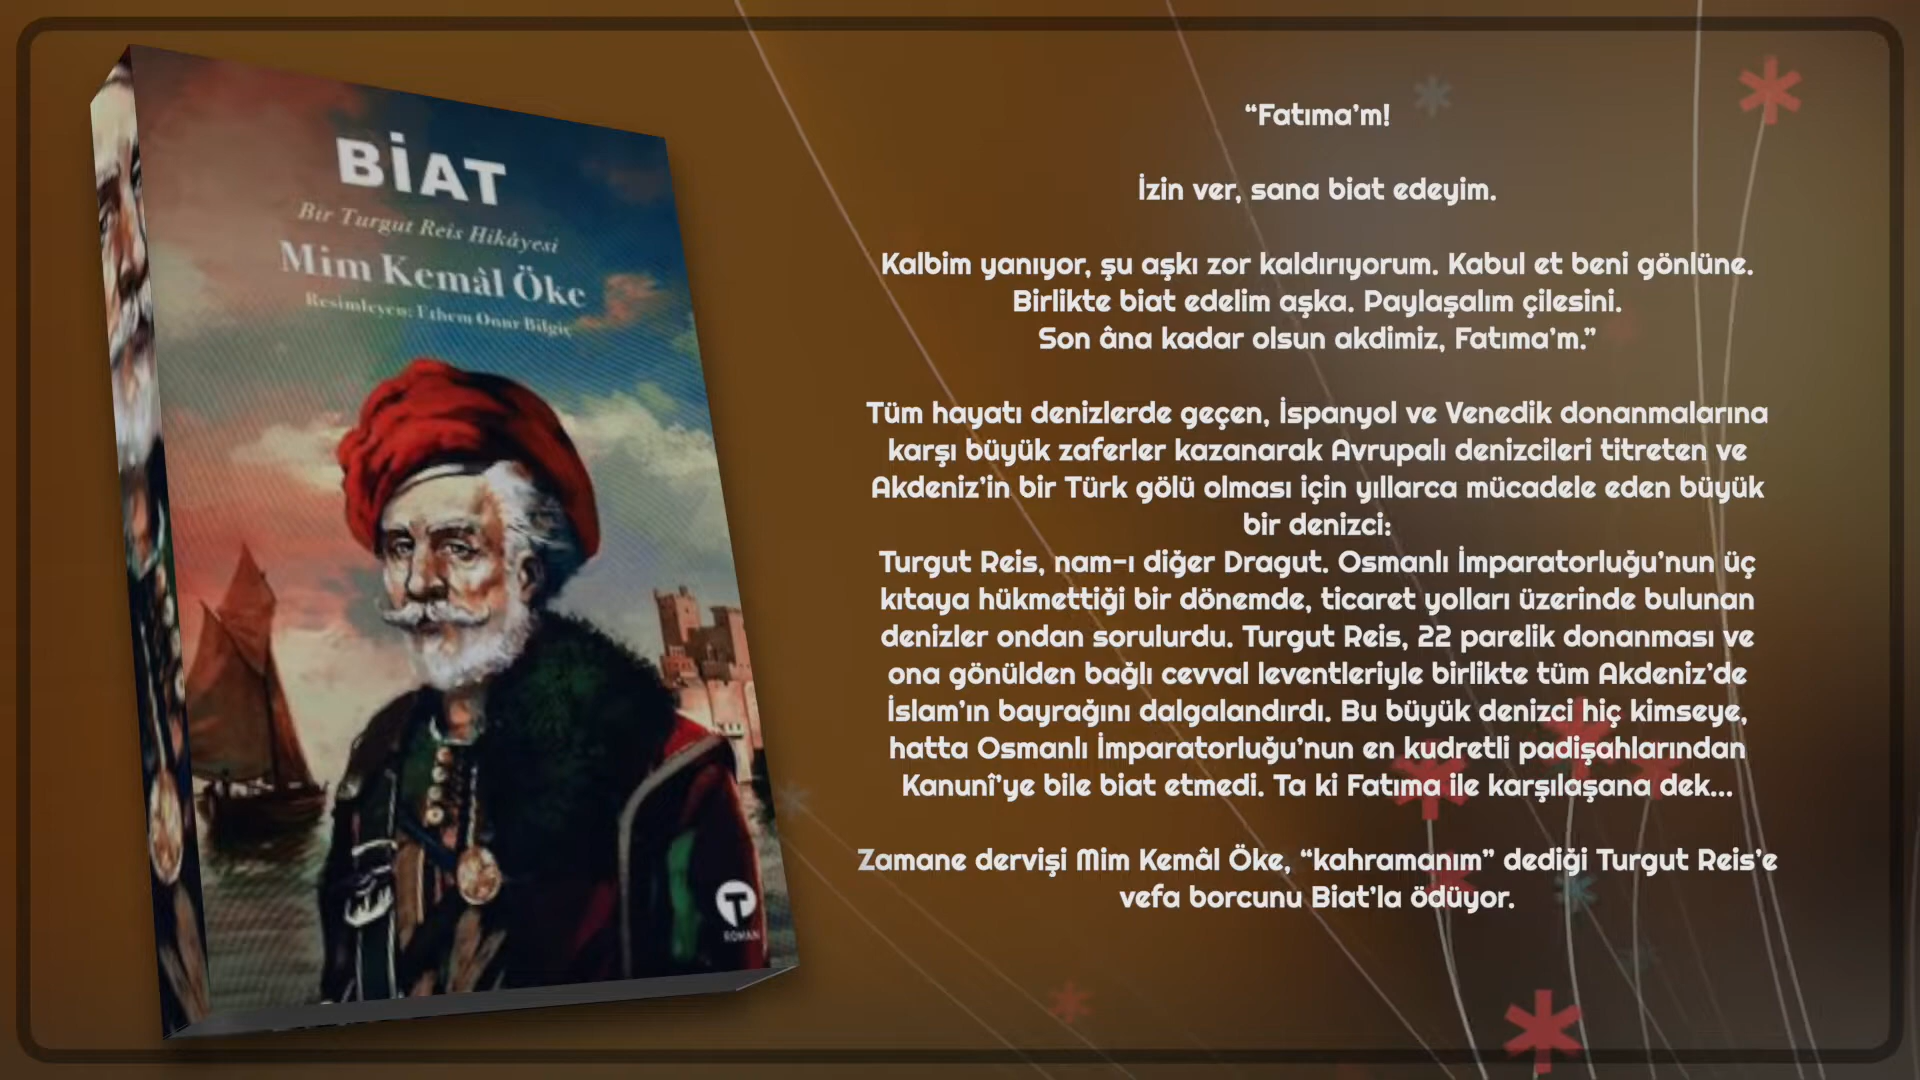 BİAT
Bir Turgut Reis Hikâyesi
Mim Kemâl Öke
Resimleyen: Ethem Onur Bilgiç
T
ROMAN
“Fatıma’m!
İzin ver, sana biat edeyim.
Kalbim yanıyor, şu aşkı zor kaldırıyorum. Kabul et beni gönlüne.
Birlikte biat edelim aşka. Paylaşalım çilesini.
Son âna kadar olsun akdimiz, Fatıma’m.”
Tüm hayatı denizlerde geçen, İspanyol ve Venedik donanmalarına
karşı büyük zaferler kazanarak Avrupalı denizcileri titreten ve
Akdeniz’in bir Türk gölü olması için yıllarca mücadele eden büyük
bir denizci:
Turgut Reis, nam-ı diğer Dragut. Osmanlı İmparatorluğu’nun üç
kıtaya hükmettiği bir dönemde, ticaret yolları üzerinde bulunan
denizler ondan sorulurdu. Turgut Reis, 22 parelik donanması ve
ona gönülden bağlı cevval leventleriyle birlikte tüm Akdeniz’de
İslam’ın bayrağını dalgalandırdı. Bu büyük denizci hiç kimseye,
hatta Osmanlı İmparatorluğu’nun en kudretli padişahlarından
Kanunî’ye bile biat etmedi. Ta ki Fatıma ile karşılaşana dek...
Zamane dervişi Mim Kemâl Öke, “kahramanım” dediği Turgut Reis’e
vefa borcunu Biat’la ödüyor.